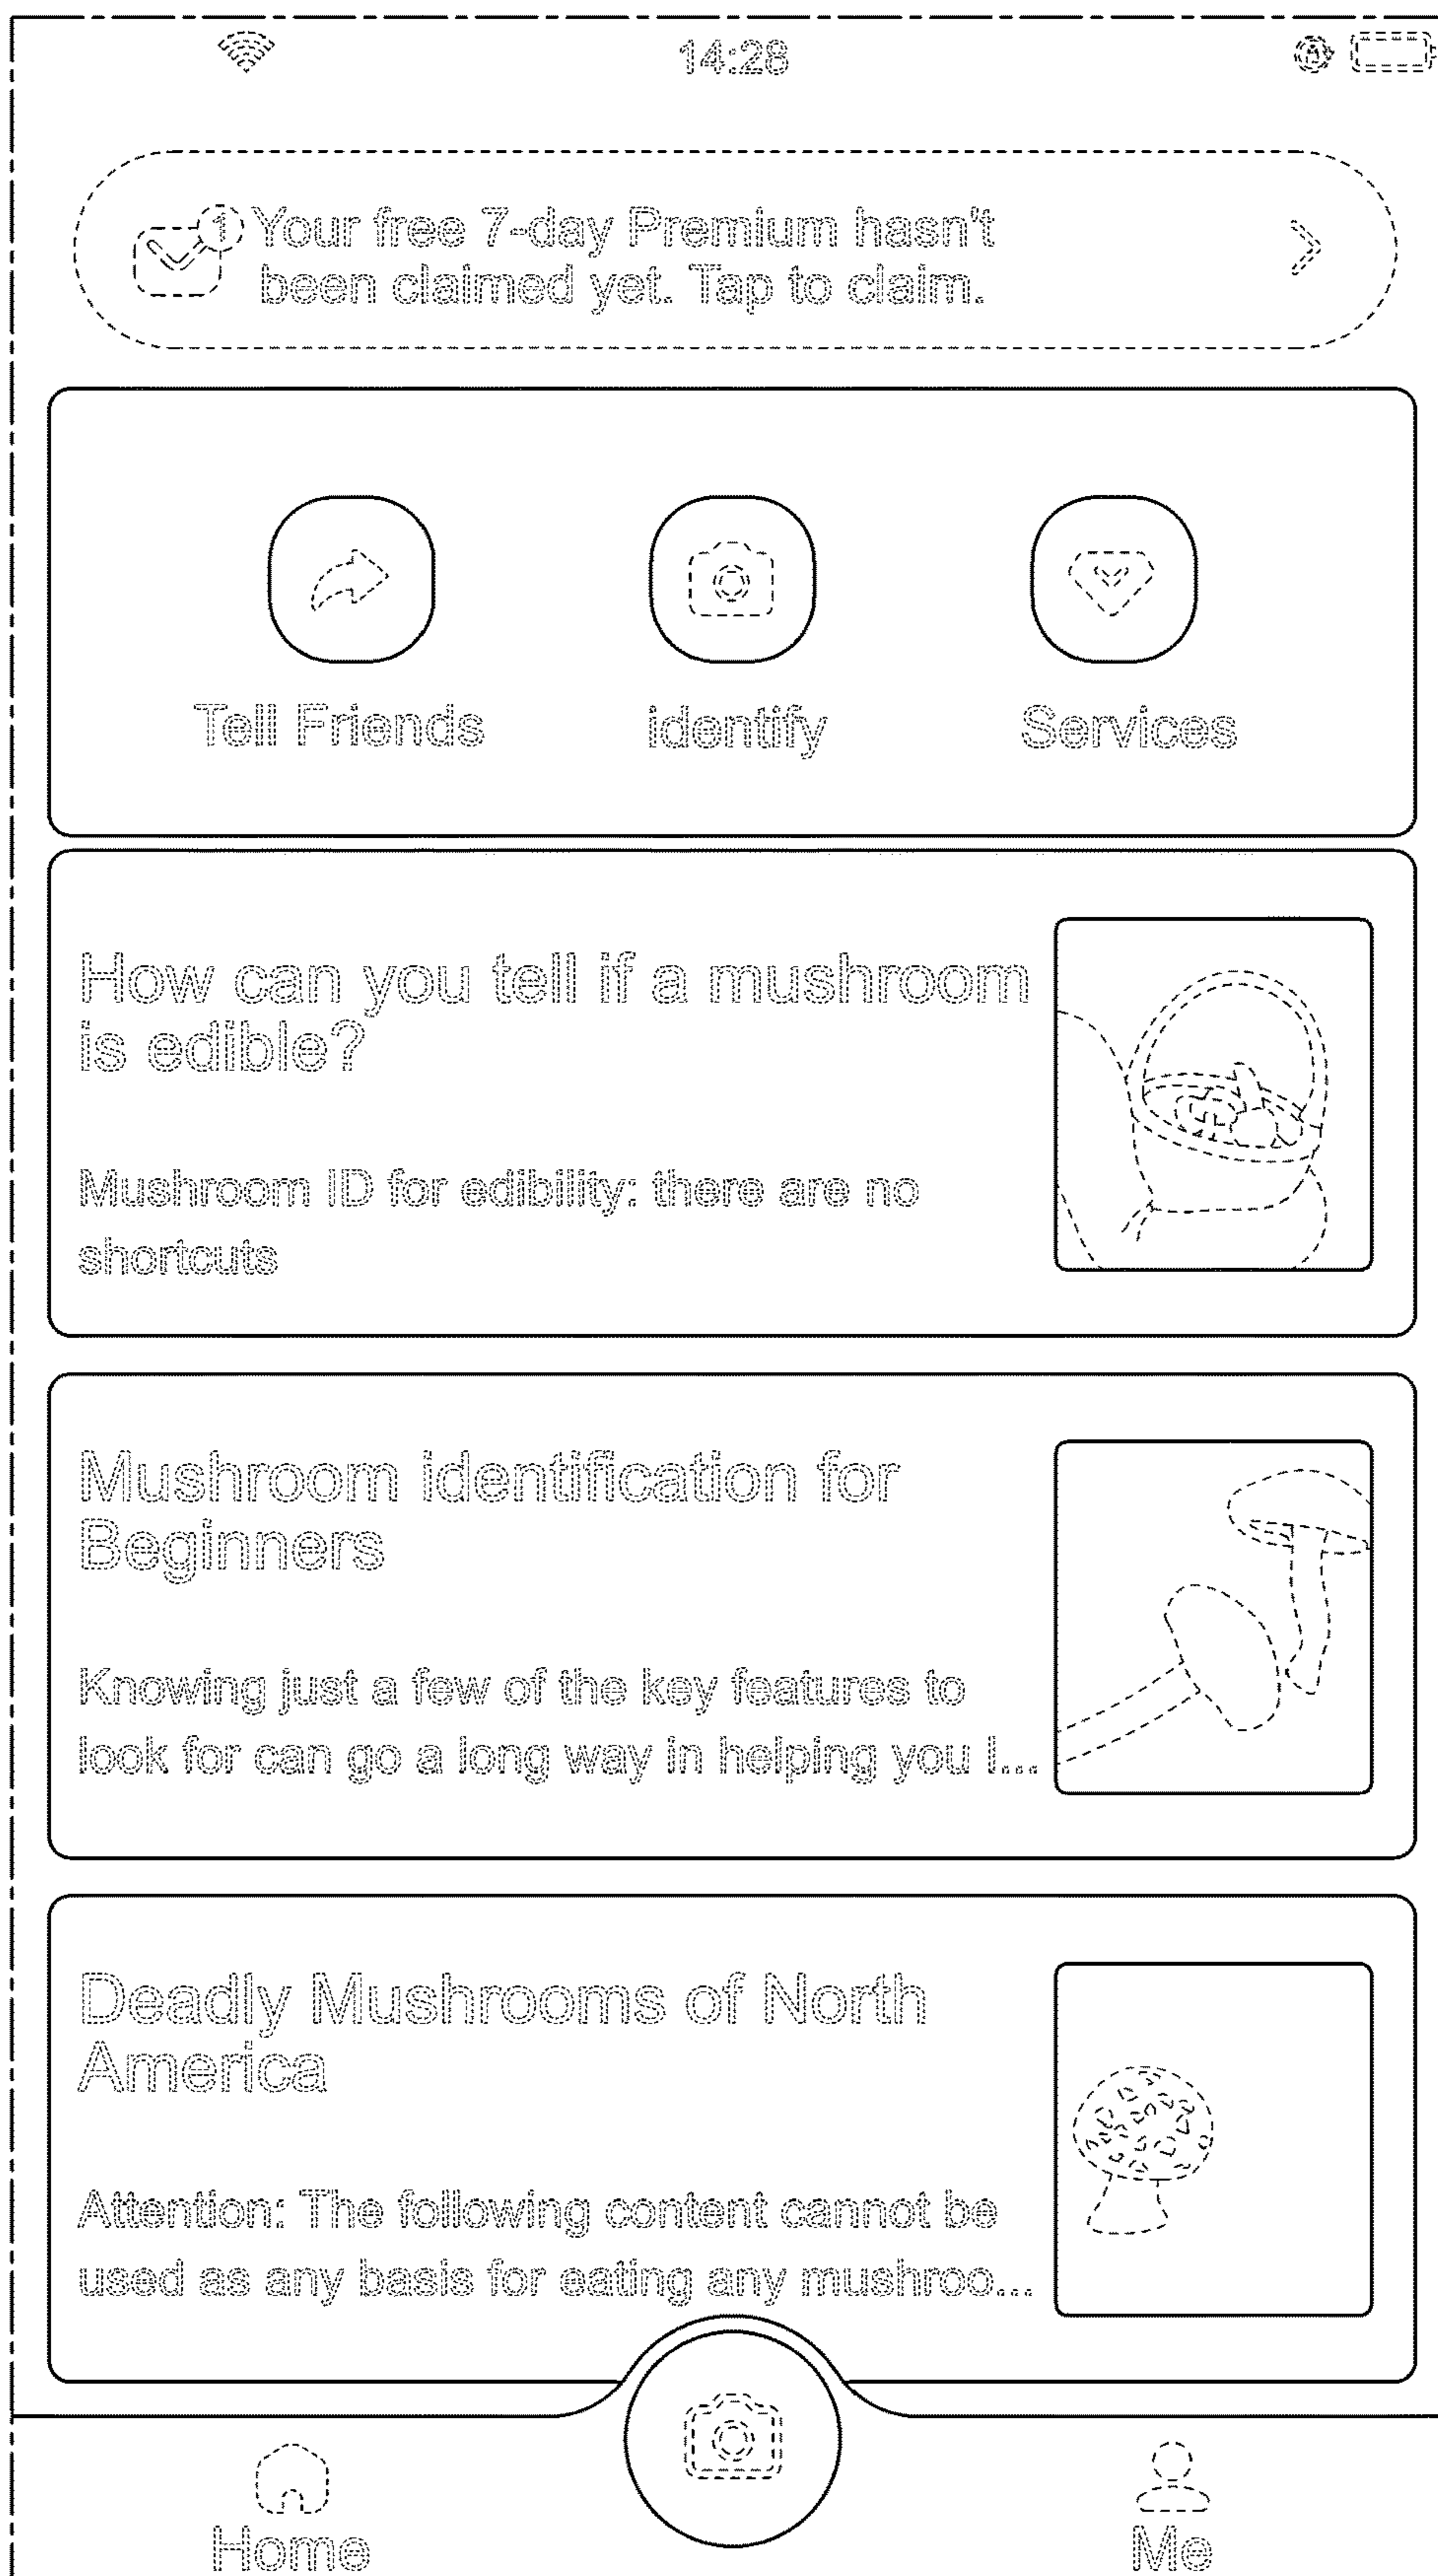 14:28
1
Your free 7-day Premium hasn't
been claimed yet. Tap to claim.
Tell Friends
identify
Services
How can you tell if a mushroom
is edible?
Mushroom ID for edibility: there are no
shortcuts
Mushroom identification for
Beginners
Knowing just a few of the key features to
look for can go a long way in helping you l...
Deadly Mushrooms of North
America
Attention: The following content cannot be
used as any basis for eating any mushroo...
Home
Me